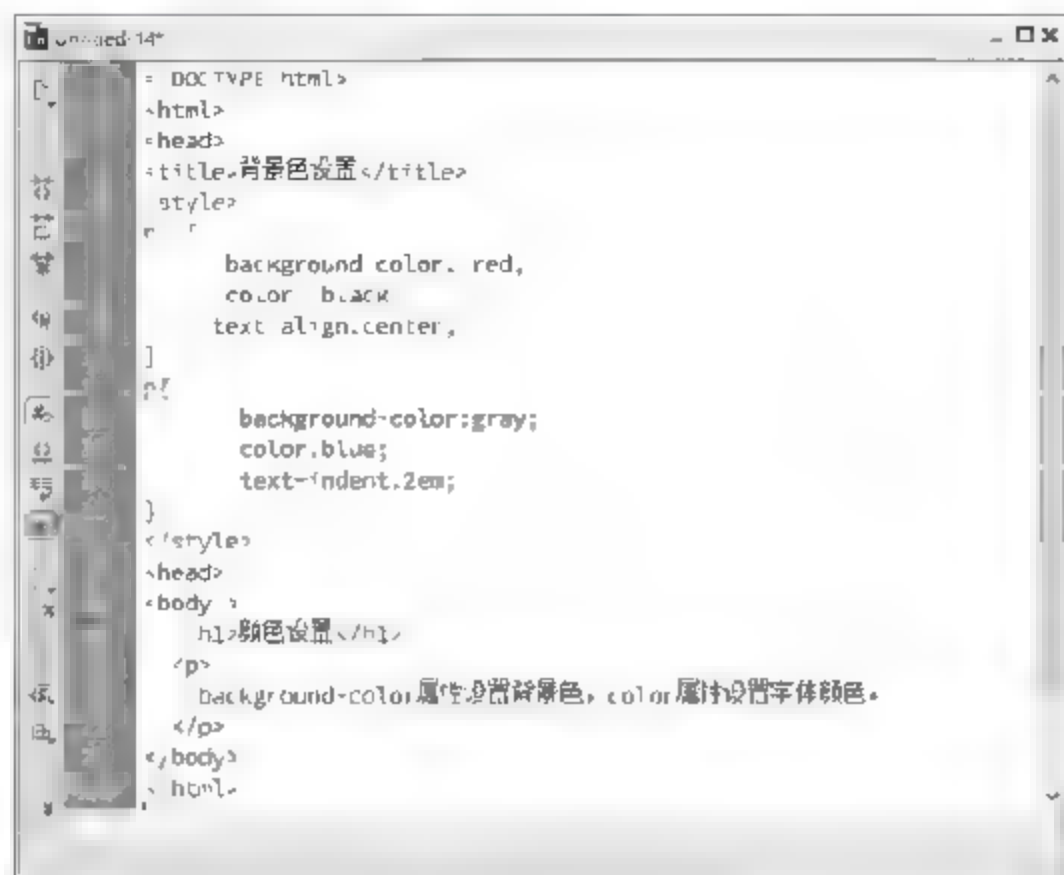 DOCTYPE html>
<html>
<head>
<title>背景色设置</title>
style>
background color: red;
color black
text align:center;
}
p{
background-color:gray;
color:blue;
text-indent:2em;
}
</style>
<head>
<body >
h1>颜色设置</h1>
<p>
background-color属性设置背景色，color属性设置字体颜色。
</p>
</body>
html>